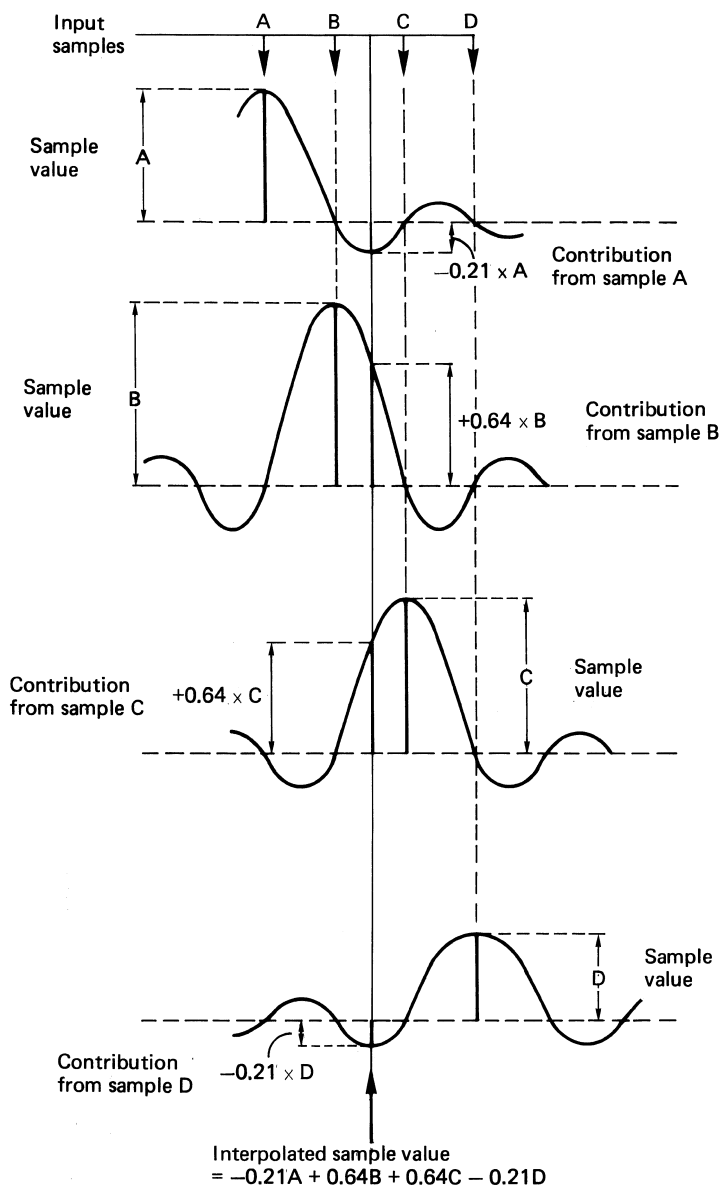 Input
samples
A B C D
Sample
value
A
Contribution
from sample A
−0.21 × A
Sample
value
B
+0.64 × B
Contribution
from sample B
Contribution
from sample C
+0.64 × C
C
Sample
value
Sample
value
D
Contribution
from sample D
−0.21 × D
Interpolated sample value
= −0.21A + 0.64B + 0.64C − 0.21D